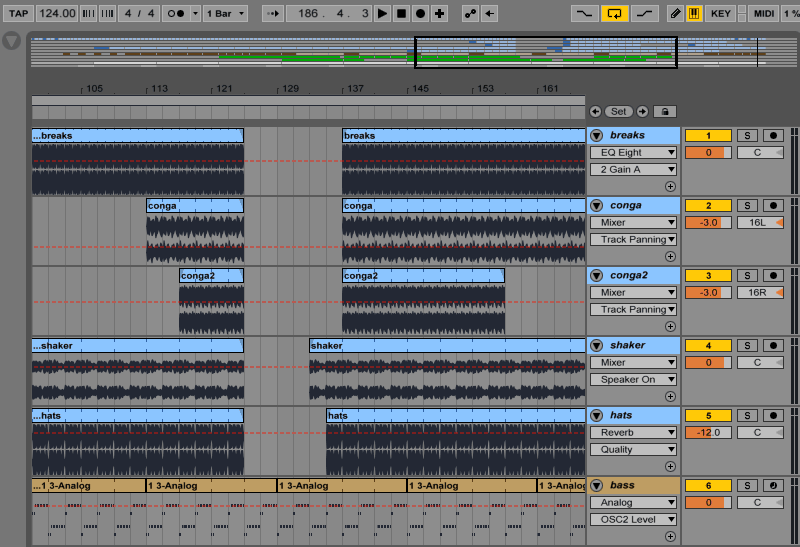 TAP 124.00 4 / 4 1 Bar 186. 4. 3 KEY MIDI 1 %
105 113 121 129 137 145 153 161
Set
...breaks breaks breaks 1 S
EQ Eight 0 C
2 Gain A
conga conga conga 2 S
Mixer -3.0 16L
Track Panning
conga2 conga2 conga2 3 S
Mixer -3.0 16R
Track Panning
...shaker shaker shaker 4 S
Mixer 0 C
Speaker On
...hats hats hats 5 S
Reverb -12.0 C
Quality
...1 3-Analog 1 3-Analog 1 3-Analog 1 3-Analog 1 3-Analog bass 6 S
Analog 0 C
OSC2 Level